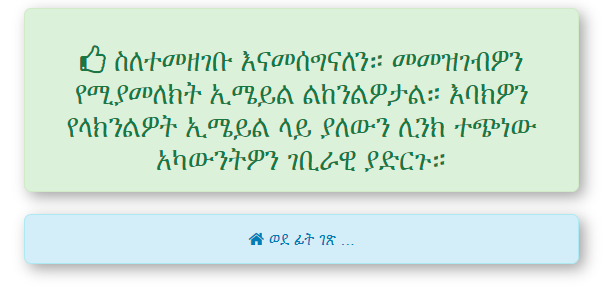 ስለተመዘገቡ እናመሰግናለን። መመዝገብዎን
የሚያመለክት ኢሜይል ልከንልዎታል። እባክዎን
የላክንልዎት ኢሜይል ላይ ያለውን ሊንክ ተጭነው
አካውንትዎን ገቢራዊ ያድርጉ።
ወደ ፊት ገጽ ...